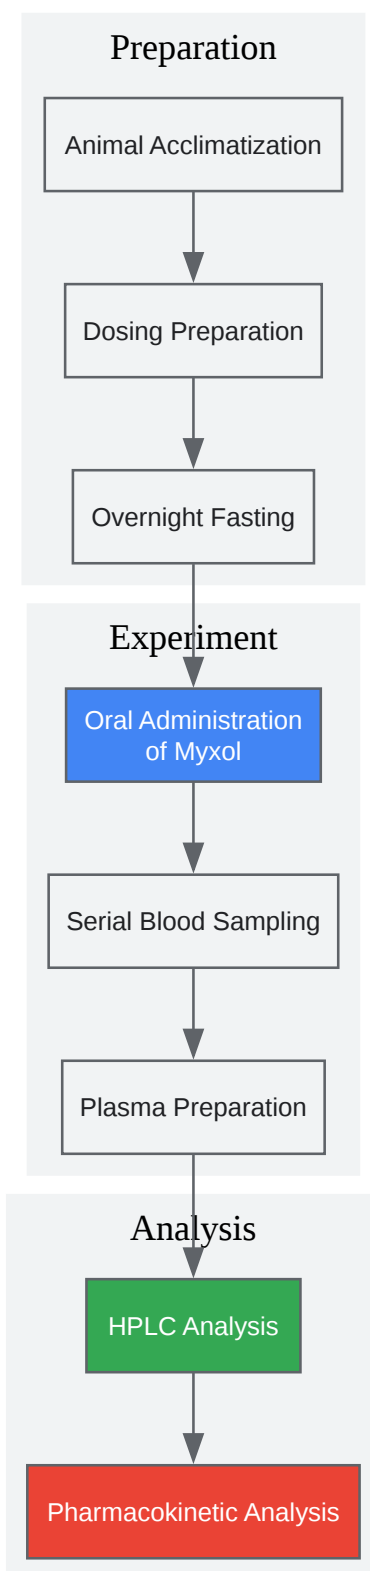 Preparation
Animal Acclimatization
Dosing Preparation
Overnight Fasting
Experiment
Oral Administration
of Myxol
Serial Blood Sampling
Plasma Preparation
Analysis
HPLC Analysis
Pharmacokinetic Analysis